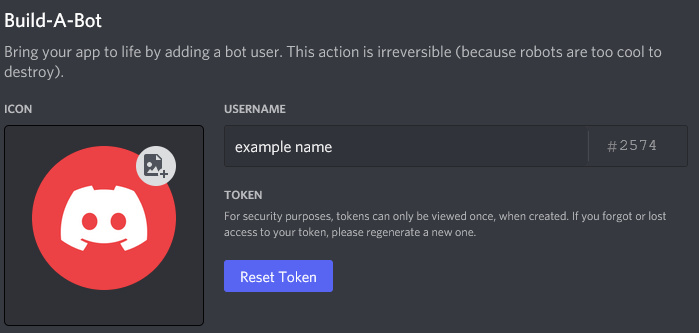 Build-A-Bot
Bring your app to life by adding a bot user. This action is irreversible (because robots are too cool to
destroy).
ICON
USERNAME
example name
#2574
TOKEN
For security purposes, tokens can only be viewed once, when created. If you forgot or lost
access to your token, please regenerate a new one.
Reset Token